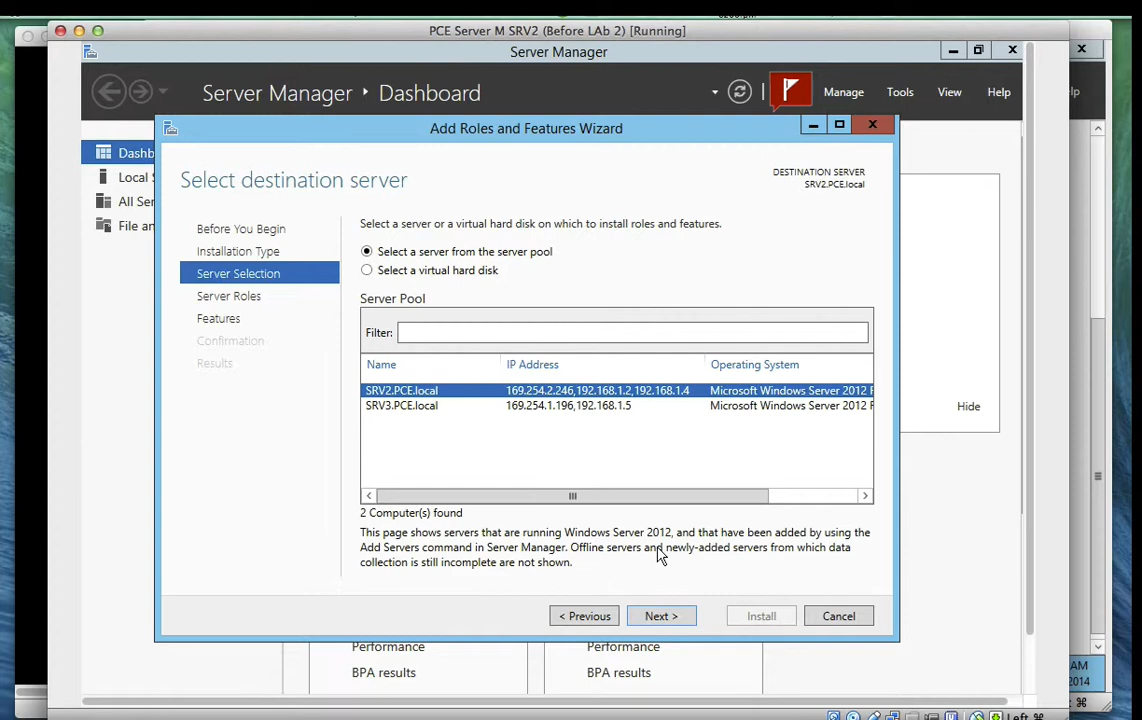 PCE Server M SRV2 (Before LAb 2) [Running]
Server Manager
Server Manager ‣ Dashboard
Manage
Tools
View
Help
elp
Dashb
Local S
All Ser
File an
Add Roles and Features Wizard
Select destination server
DESTINATION SERVER
SRV2.PCE.local
Before You Begin
Installation Type
Server Selection
Server Roles
Features
Confirmation
Results
Select a server or a virtual hard disk on which to install roles and features.
Select a server from the server pool
Select a virtual hard disk
Server Pool
Filter:
Name IP Address Operating System
SRV2.PCE.local 169.254.2.246,192.168.1.2,192.168.1.4 Microsoft Windows Server 2012 R
SRV3.PCE.local 169.254.1.196,192.168.1.5 Microsoft Windows Server 2012 R
2 Computer(s) found
This page shows servers that are running Windows Server 2012, and that have been added by using the
Add Servers command in Server Manager. Offline servers and newly-added servers from which data
collection is still incomplete are not shown.
< Previous
Next >
Install
Cancel
Hide
Performance
BPA results
Performance
BPA results
AM
2014
Left ⌘